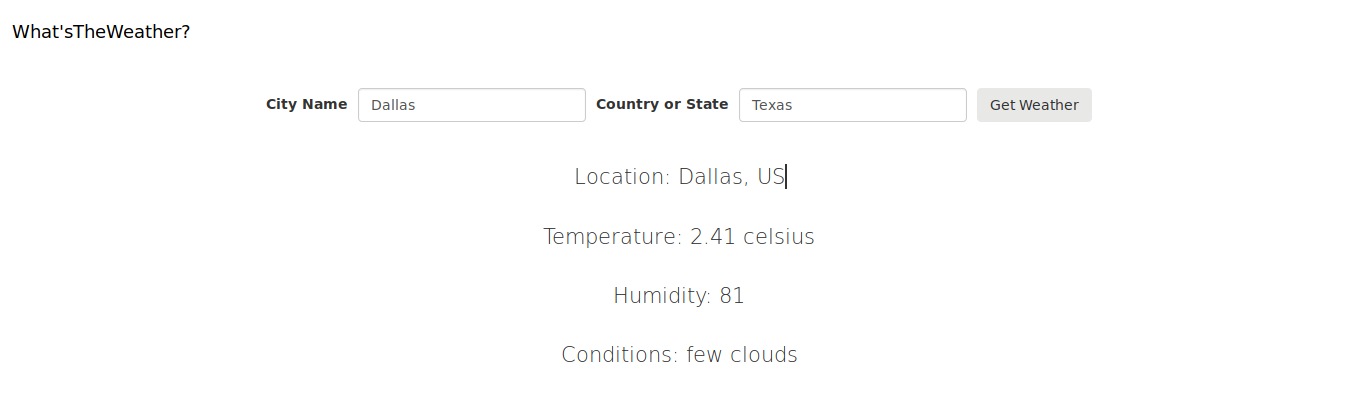 What'sTheWeather?
City Name Dallas Country or State Texas Get Weather
Location: Dallas, US
Temperature: 2.41 celsius
Humidity: 81
Conditions: few clouds